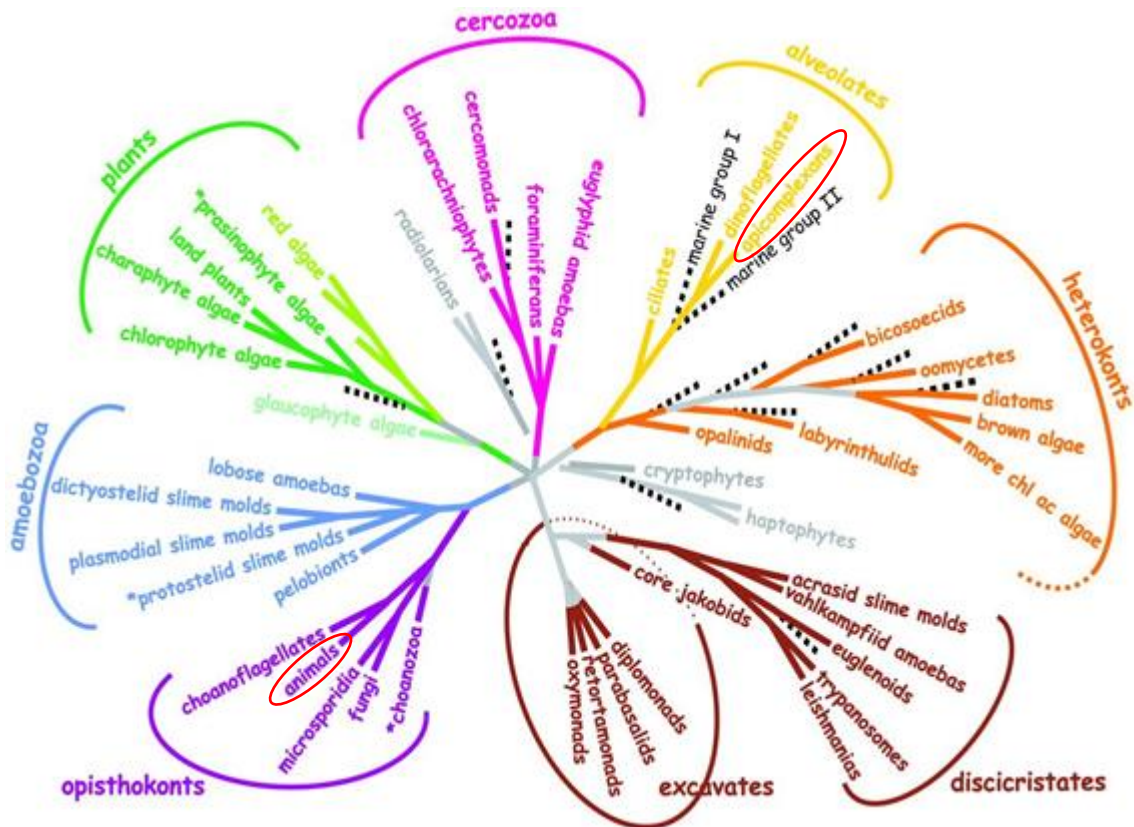 cercozoa
alveolates
plants
heterokonts
amoebozoa
opisthokonts
excavates
discicristates
red algae
*prasinophyte algae
land plants
charaphyte algae
chlorophyte algae
glaucophyte algae
radiolarians
chlorarachniophytes
cercomonads
foraminiferans
euglyphid amoebas
ciliates
marine group I
dinoflagellates
apicomplexans
marine group II
bicosoecids
oomycetes
diatoms
brown algae
more chl ac algae
labyrinthulids
opalinids
cryptophytes
haptophytes
lobose amoebas
dictyostelid slime molds
plasmodial slime molds
*protostelid slime molds
pelobionts
choanoflagellates
animals
microsporidia
fungi
*choanozoa
oxymonads
retortamonads
parabasalids
diplomonads
core jakobids
acrasid slime molds
vahlkampfiid amoebas
euglenoids
trypanosomes
leishmanias